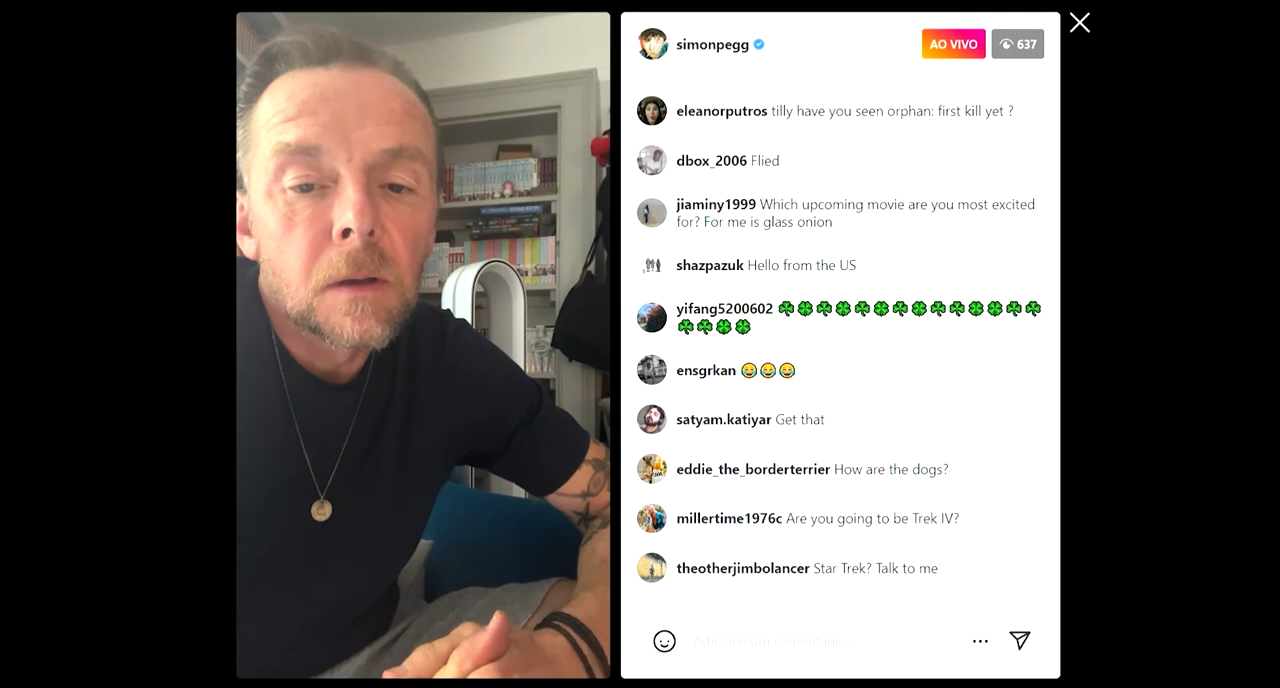 simonpegg
AO VIVO
637
eleanorputros tilly have you seen orphan: first kill yet ?
dbox_2006 Flied
jiaminy1999 Which upcoming movie are you most excited
for? For me is glass onion
shazpazuk Hello from the US
yifang5200602 ☘🍀☘🍀☘🍀☘🍀☘☘🍀🍀☘☘
☘☘🍀🍀
ensgrkan 😂😂😂
satyam.katiyar Get that
eddie_the_borderterrier How are the dogs?
millertime1976c Are you going to be Trek IV?
theotherjimbolancer Star Trek? Talk to me
Adicione um comentário...